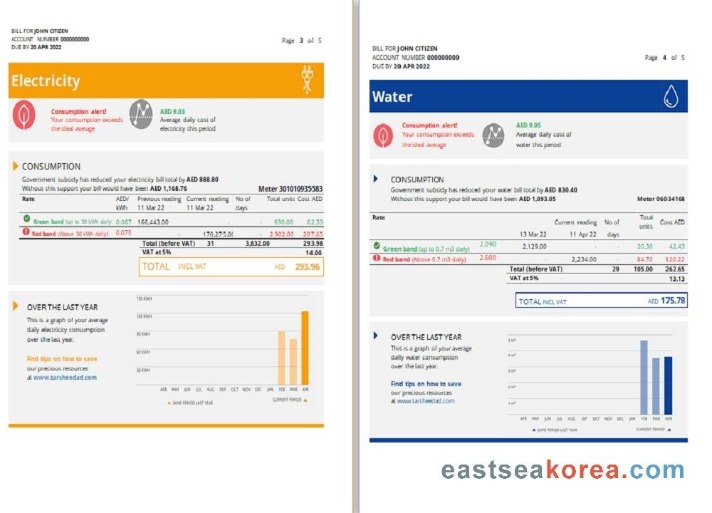 BILL FOR JOHN CITIZEN
ACCOUNT NUMBER 0000000000
DUE BY 20 APR 2022
Page 3 of 5
Electricity
Consumption alert!
Your consumption exceeds
the ideal average
AED 9.03
Average daily cost of
electricity this period
CONSUMPTION
Government subsidy has reduced your electricity bill total by AED 888.80
Without this support your bill would have been AED 1,168.76
Meter 301010935583
Rate AED/ kWh Previous reading 11 Mar 22 Current reading 11 Mar 22 No of days Total units Cost AED
Green band (up to 30 kWh daily) 0.067 166,443.00 - - 930.00 62.33
Red band (Above 30 kWh daily) 0.075 - 170,275.0 - 2,902.00 207.65
Total (before VAT) 31 3,832.00 293.98
VAT at 5% 14.00
TOTAL INCL VAT AED 293.96
OVER THE LAST YEAR
This is a graph of your average
daily electricity consumption
over the last year.
Find tips on how to save
our precious resources
at www.tarsheedad.com
150 KWH
120 KWH
90 KWH
60 KWH
30 KWH
APR MAY JUN JUL AUG SEP OCT NOV DEC JAN FEB MAR APR
SAME PERIOD LAST YEAR
CURRENT PERIOD
BILL FOR JOHN CITIZEN
ACCOUNT NUMBER 0000000000
DUE BY 20 APR 2022
Page 4 of 5
Water
Consumption alert!
Your consumption exceeds
the ideal average
AED 9.05
Average daily cost of
water this period
CONSUMPTION
Government subsidy has reduced your water bill total by AED 830.40
Without this support your bill would have been AED 1,093.05
Meter 06034168
Rate 13 Mar 22 Current reading 11 Apr 22 No of days Total units Cost AED
Green band (up to 0.7 m3 daily) 2.090 2,129.00 - - 20.30 42.43
Red band (Above 0.7 m3 daily) 2.600 - 2,234.00 - 84.70 220.22
Total (before VAT) 29 105.00 262.65
VAT at 5% 13.13
TOTAL INCL VAT AED 175.78
OVER THE LAST YEAR
This is a graph of your average
daily water consumption
over the last year.
Find tips on how to save
our precious resources
at www.tarsheedad.com
APR MAY JUN JUL AUG SEP OCT NOV DEC JAN FEB MAR APR
SAME PERIOD LAST YEAR
CURRENT PERIOD
eastseakorea.com